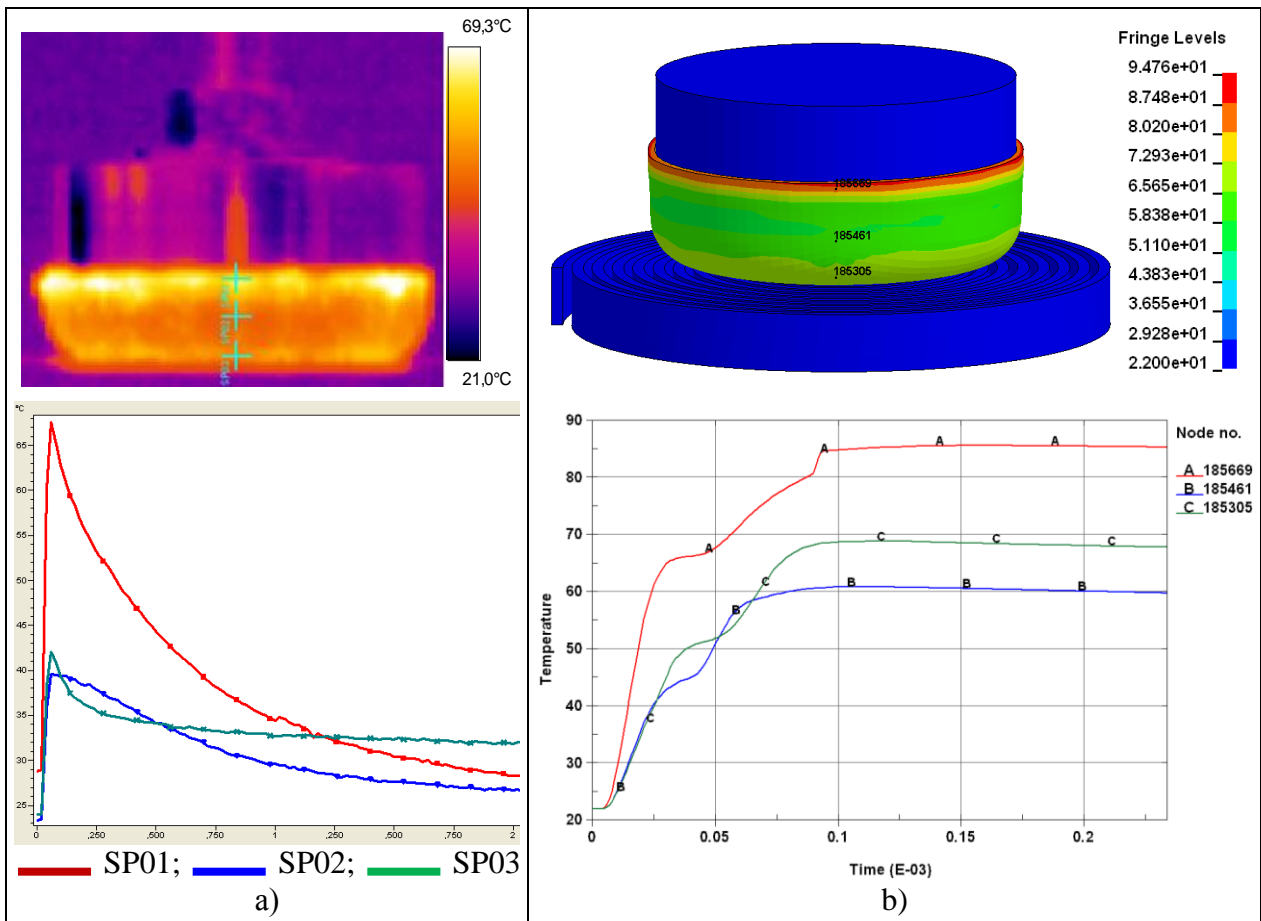 69,3°C
21,0°C
SP02
SP03
°C
65
60
55
50
45
40
35
30
25
0
,250
,500
,750
1
,250
,500
,750
2
SP01; SP02; SP03
a)
Fringe Levels
9.476e+01
8.748e+01
8.020e+01
7.293e+01
6.565e+01
5.838e+01
5.110e+01
4.383e+01
3.655e+01
2.928e+01
2.200e+01
185669
185461
185305
90
80
70
60
50
40
30
20
Temperature
0
0.05
0.1
0.15
0.2
Time (E-03)
A
A
A
A
B
B
B
B
B
C
C
C
C
C
Node no.
A 185669
B 185461
C 185305
b)